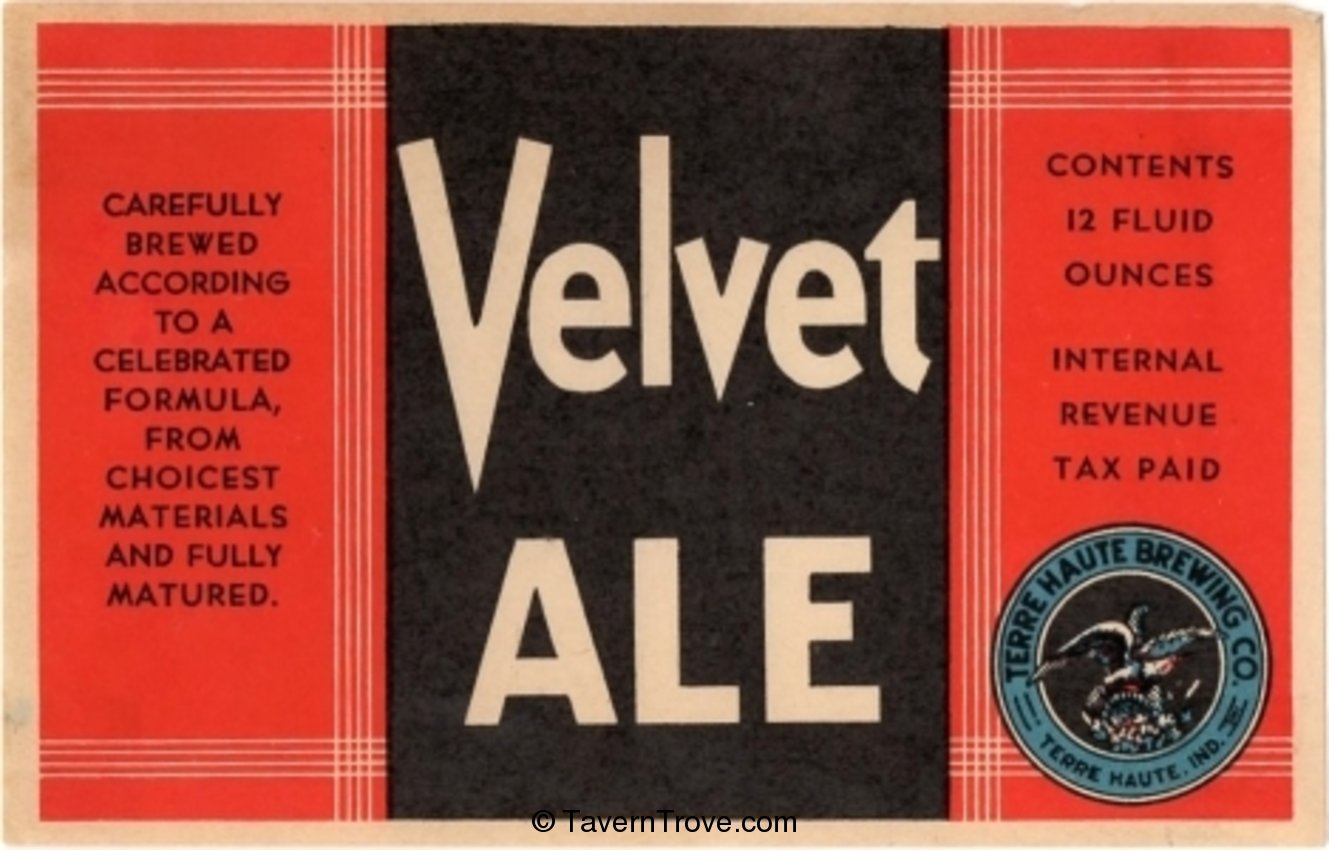 CAREFULLY
BREWED
ACCORDING
TO A
CELEBRATED
FORMULA,
FROM
CHOICEST
MATERIALS
AND FULLY
MATURED.
Velvet
ALE
CONTENTS
12 FLUID
OUNCES
INTERNAL
REVENUE
TAX PAID
TERRE HAUTE BREWING CO.
TERRE HAUTE, IND.
© TavernTrove.com